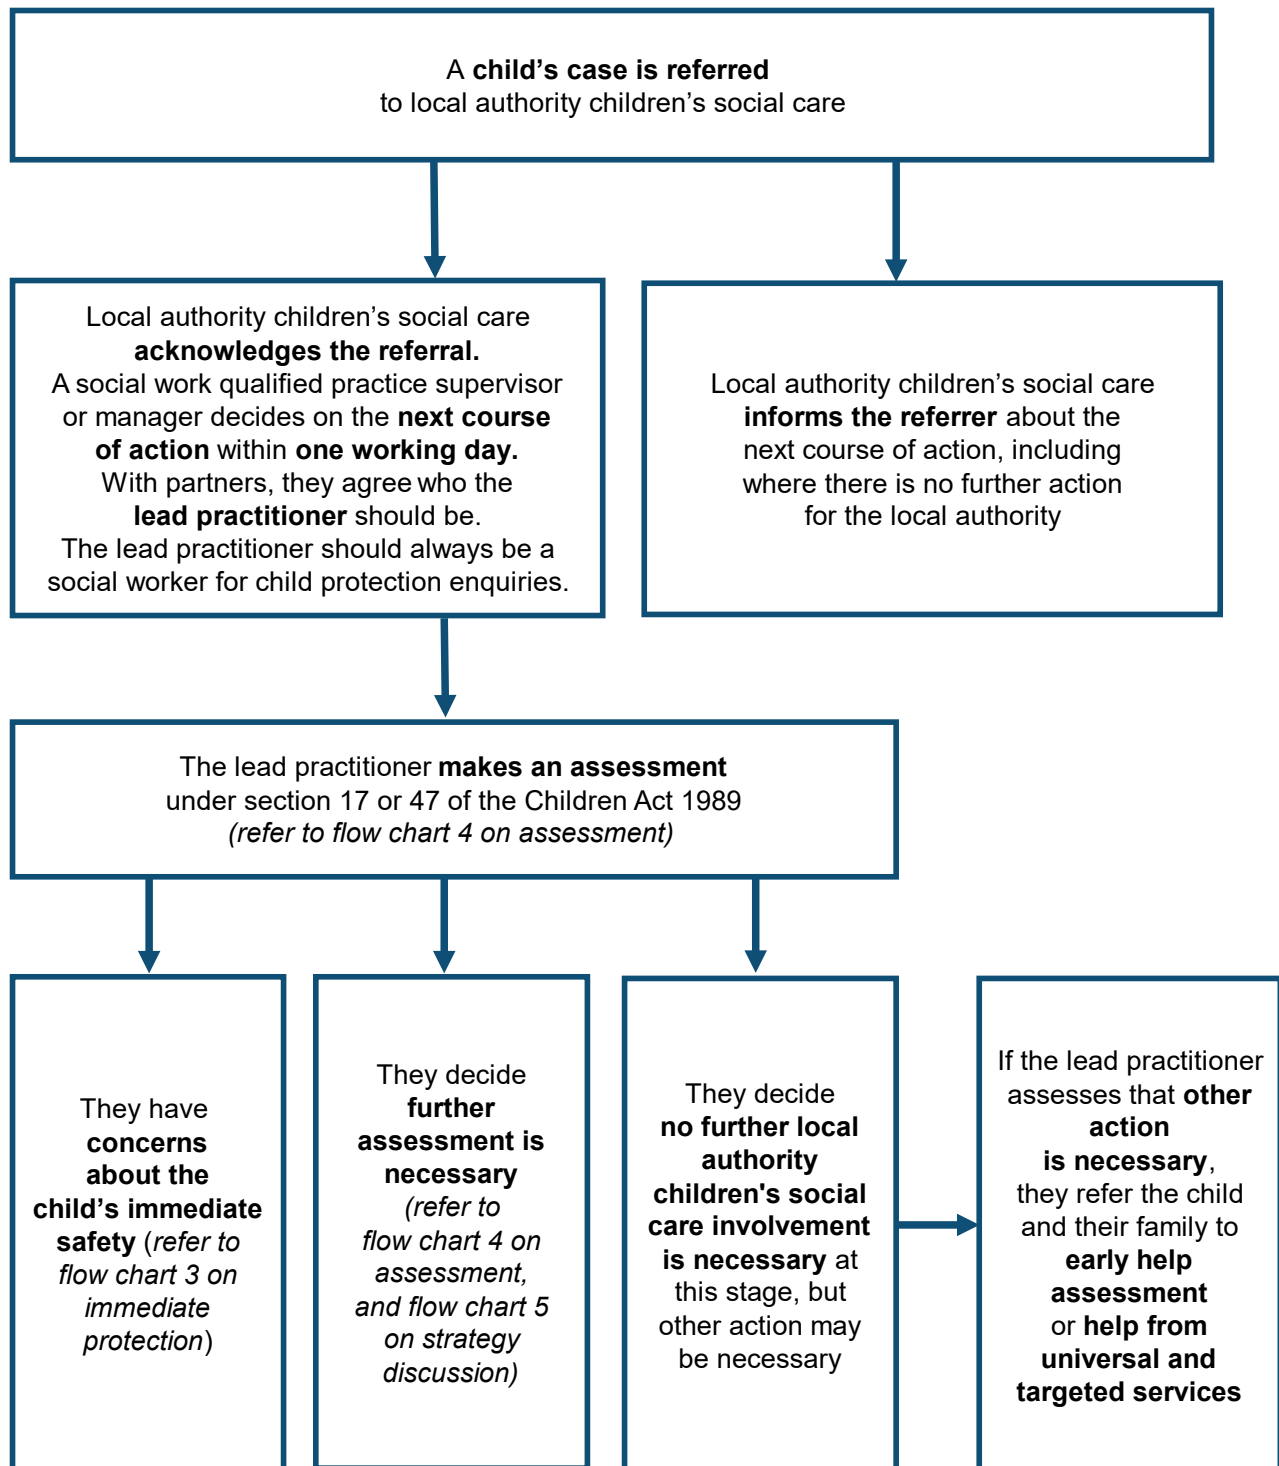 A child’s case is referred
to local authority children’s social care
Local authority children’s social care
acknowledges the referral.
A social work qualified practice supervisor
or manager decides on the next course
of action within one working day.
With partners, they agree who the
lead practitioner should be.
The lead practitioner should always be a
social worker for child protection enquiries.
Local authority children’s social care
informs the referrer about the
next course of action, including
where there is no further action
for the local authority
The lead practitioner makes an assessment
under section 17 or 47 of the Children Act 1989
(refer to flow chart 4 on assessment)
They have
concerns
about the
child’s immediate
safety (refer to
flow chart 3 on
immediate
protection)
They decide
further
assessment is
necessary
(refer to
flow chart 4 on
assessment,
and flow chart 5
on strategy
discussion)
They decide
no further local
authority
children's social
care involvement
is necessary at
this stage, but
other action may
be necessary
If the lead practitioner
assesses that other
action
is necessary,
they refer the child
and their family to
early help
assessment
or help from
universal and
targeted services